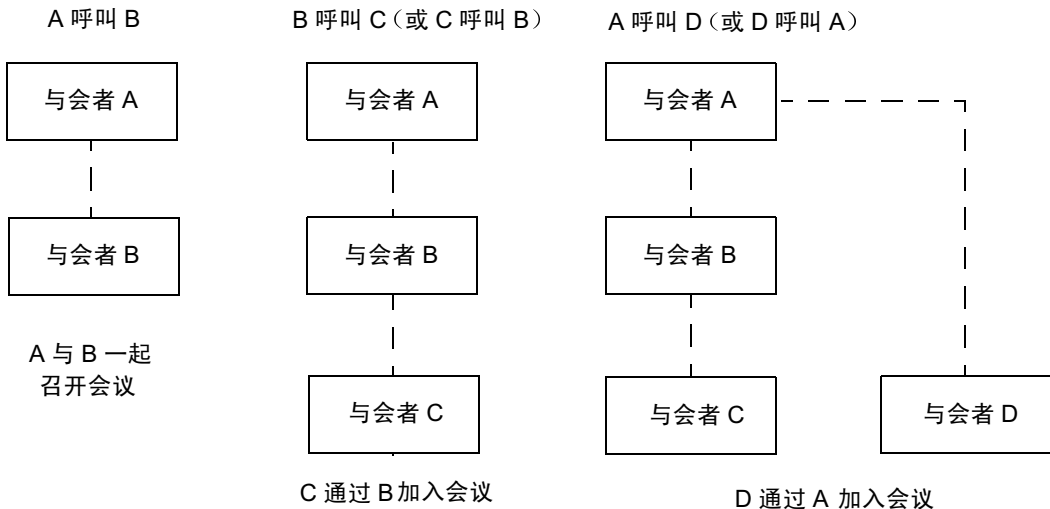 A 呼叫 B
与会者 A
与会者 B
A 与 B 一起
召开会议
B 呼叫 C（或 C 呼叫 B）
与会者 A
与会者 B
与会者 C
C 通过 B加入会议
A 呼叫 D（或 D 呼叫 A）
与会者 A
与会者 B
与会者 C
与会者 D
D 通过 A 加入会议